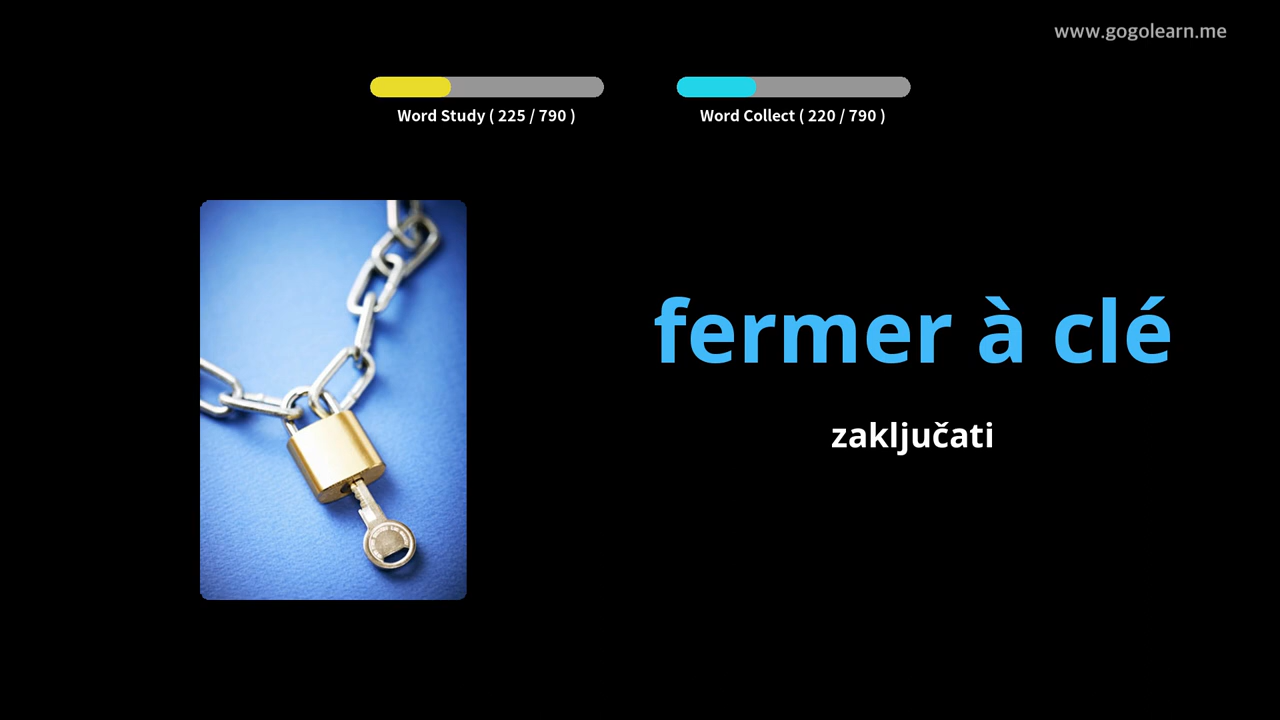 www.gogolearn.me
Word Study ( 225 / 790 )
Word Collect ( 220 / 790 )
fermer à clé
zaključati